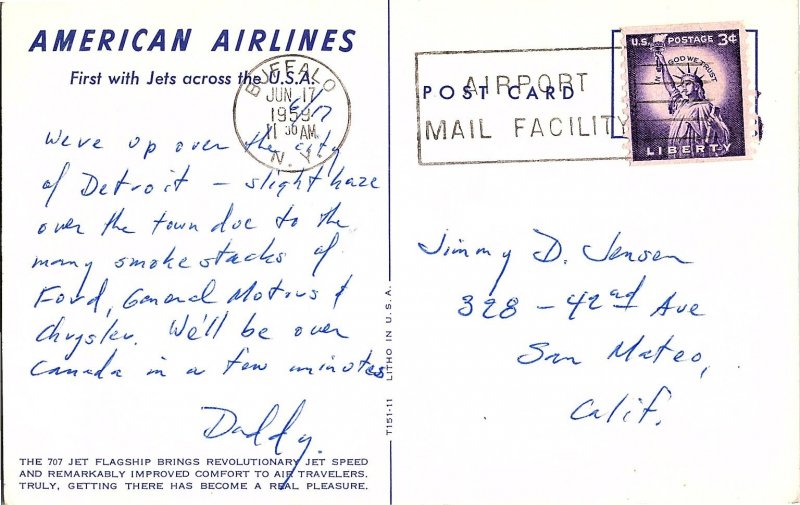 AMERICAN AIRLINES
First with Jets across the U.S.A.
BUFFALO
JUN 17
1959
11 30 AM
N.Y.
6/17
We're up over the city
of Detroit – slight haze
over the town due to the
many smoke stacks of
Ford, General Motors &
Chrysler. We'll be over
Canada in a few minutes
Daddy.
THE 707 JET FLAGSHIP BRINGS REVOLUTIONARY JET SPEED
AND REMARKABLY IMPROVED COMFORT TO AIR TRAVELERS.
TRULY, GETTING THERE HAS BECOME A REAL PLEASURE.
T151-11 LITHO IN U.S.A.
POST CARD
AIRPORT
MAIL FACILITY
U.S. POSTAGE 3¢
IN GOD WE TRUST
LIBERTY
Jimmy D. Jensen
328 – 42nd Ave
San Mateo,
Calif.